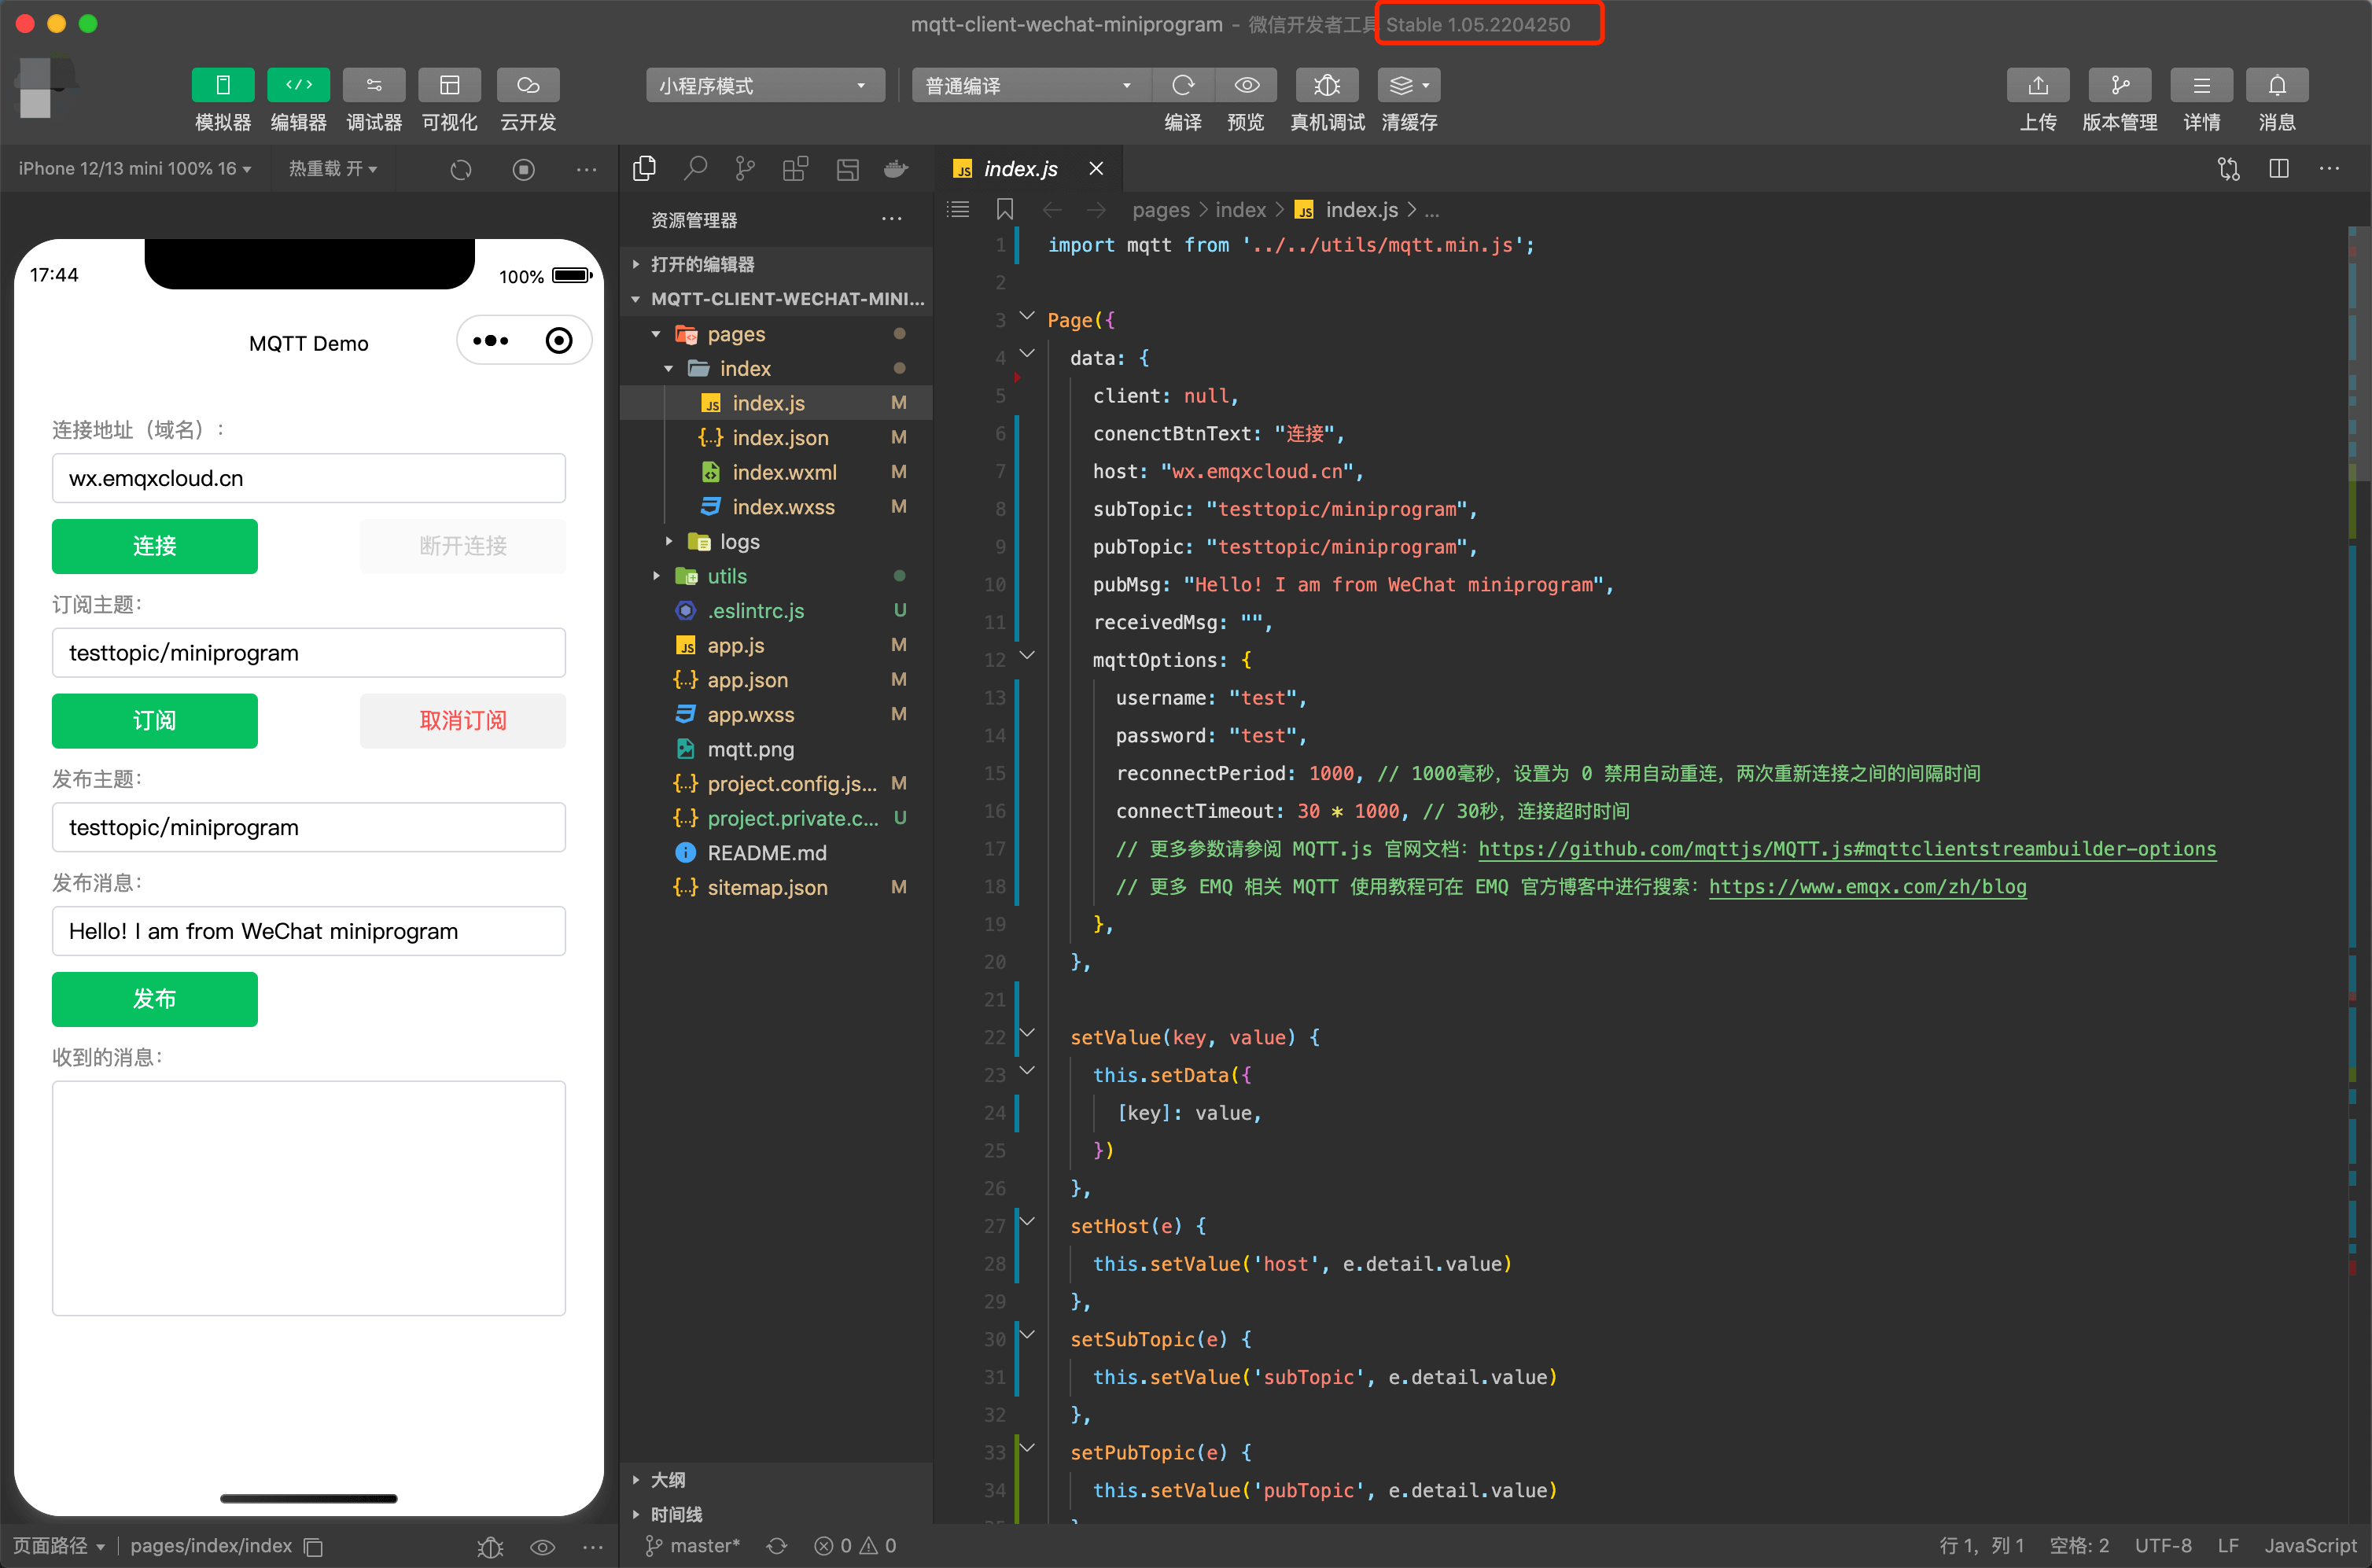 mqtt-client-wechat-miniprogram - 微信开发者工具 Stable 1.05.2204250
模拟器 编辑器 调试器 可视化 云开发
小程序模式 普通编译
编译 预览 真机调试 清缓存
上传 版本管理 详情 消息
iPhone 12/13 mini 100% 16 热重载 开
17:44 100%
MQTT Demo
连接地址（域名）:
wx.emqxcloud.cn
连接 断开连接
订阅主题:
testtopic/miniprogram
订阅 取消订阅
发布主题:
testtopic/miniprogram
发布消息:
Hello! I am from WeChat miniprogram
发布
收到的消息:
页面路径 pages/index/index
资源管理器
打开的编辑器
MQTT-CLIENT-WECHAT-MINI...
pages
index
index.js M
index.json M
index.wxml M
index.wxss M
logs
utils
.eslintrc.js U
app.js M
app.json M
app.wxss M
mqtt.png
project.config.js... M
project.private.c... U
README.md
sitemap.json M
大纲
时间线
master* 0 0
index.js
pages > index > index.js > ...
1 import mqtt from '../../utils/mqtt.min.js';
2
3 Page({
4 data: {
5 client: null,
6 conenctBtnText: "连接",
7 host: "wx.emqxcloud.cn",
8 subTopic: "testtopic/miniprogram",
9 pubTopic: "testtopic/miniprogram",
10 pubMsg: "Hello! I am from WeChat miniprogram",
11 receivedMsg: "",
12 mqttOptions: {
13 username: "test",
14 password: "test",
15 reconnectPeriod: 1000, // 1000毫秒，设置为 0 禁用自动重连，两次重新连接之间的间隔时间
16 connectTimeout: 30 * 1000, // 30秒，连接超时时间
17 // 更多参数请参阅 MQTT.js 官网文档：https://github.com/mqttjs/MQTT.js#mqttclientstreambuilder-options
18 // 更多 EMQ 相关 MQTT 使用教程可在 EMQ 官方博客中进行搜索：https://www.emqx.com/zh/blog
19 },
20 },
21
22 setValue(key, value) {
23 this.setData({
24 [key]: value,
25 })
26 },
27 setHost(e) {
28 this.setValue('host', e.detail.value)
29 },
30 setSubTopic(e) {
31 this.setValue('subTopic', e.detail.value)
32 },
33 setPubTopic(e) {
34 this.setValue('pubTopic', e.detail.value)
行 1，列 1 空格: 2 UTF-8 LF JavaScript